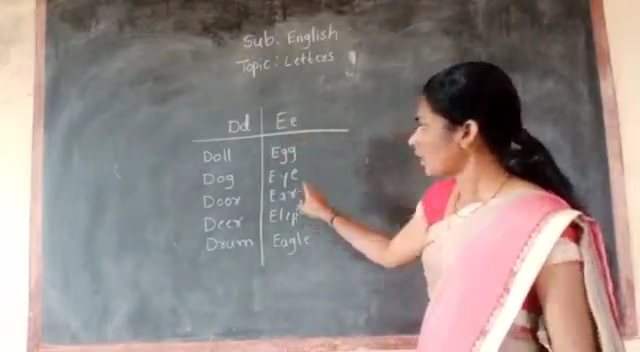 Sub. English
Topic: Letters
Dd Ee
Doll Egg
Dog Eye
Door Ear
Deer
Drum Eagle